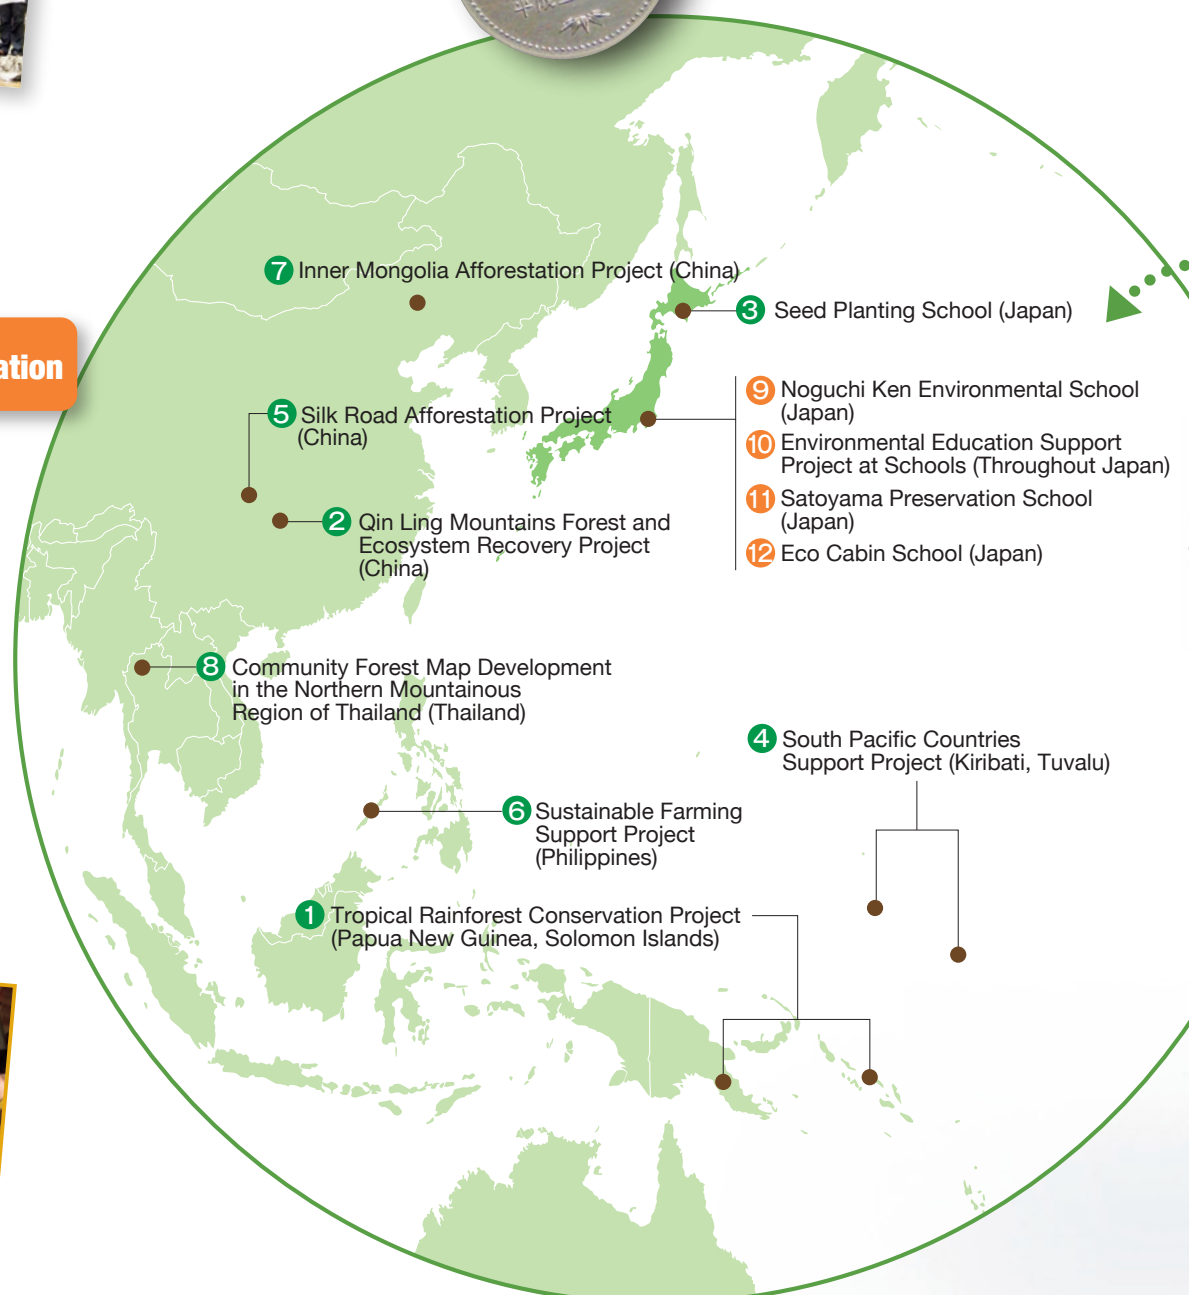 平成
7 Inner Mongolia Afforestation Project (China)
3 Seed Planting School (Japan)
ation
9 Noguchi Ken Environmental School
(Japan)
10 Environmental Education Support
Project at Schools (Throughout Japan)
11 Satoyama Preservation School
(Japan)
12 Eco Cabin School (Japan)
5 Silk Road Afforestation Project
(China)
2 Qin Ling Mountains Forest and
Ecosystem Recovery Project
(China)
8 Community Forest Map Development
in the Northern Mountainous
Region of Thailand (Thailand)
4 South Pacific Countries
Support Project (Kiribati, Tuvalu)
6 Sustainable Farming
Support Project
(Philippines)
1 Tropical Rainforest Conservation Project
(Papua New Guinea, Solomon Islands)